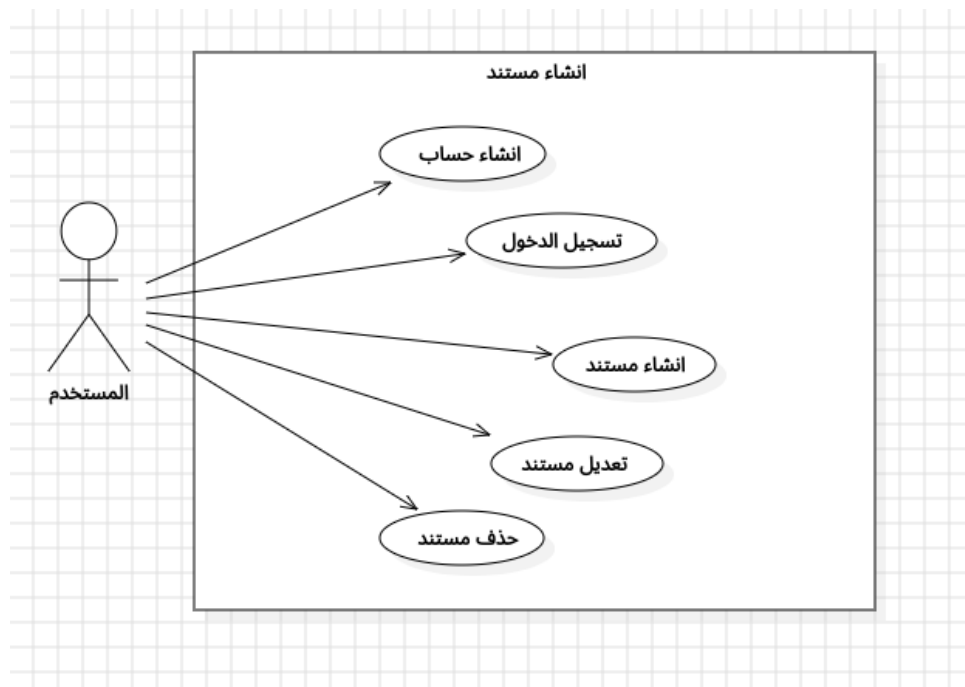 انشاء مستند
انشاء حساب
تسجيل الدخول
انشاء مستند
تعديل مستند
حذف مستند
المستخدم